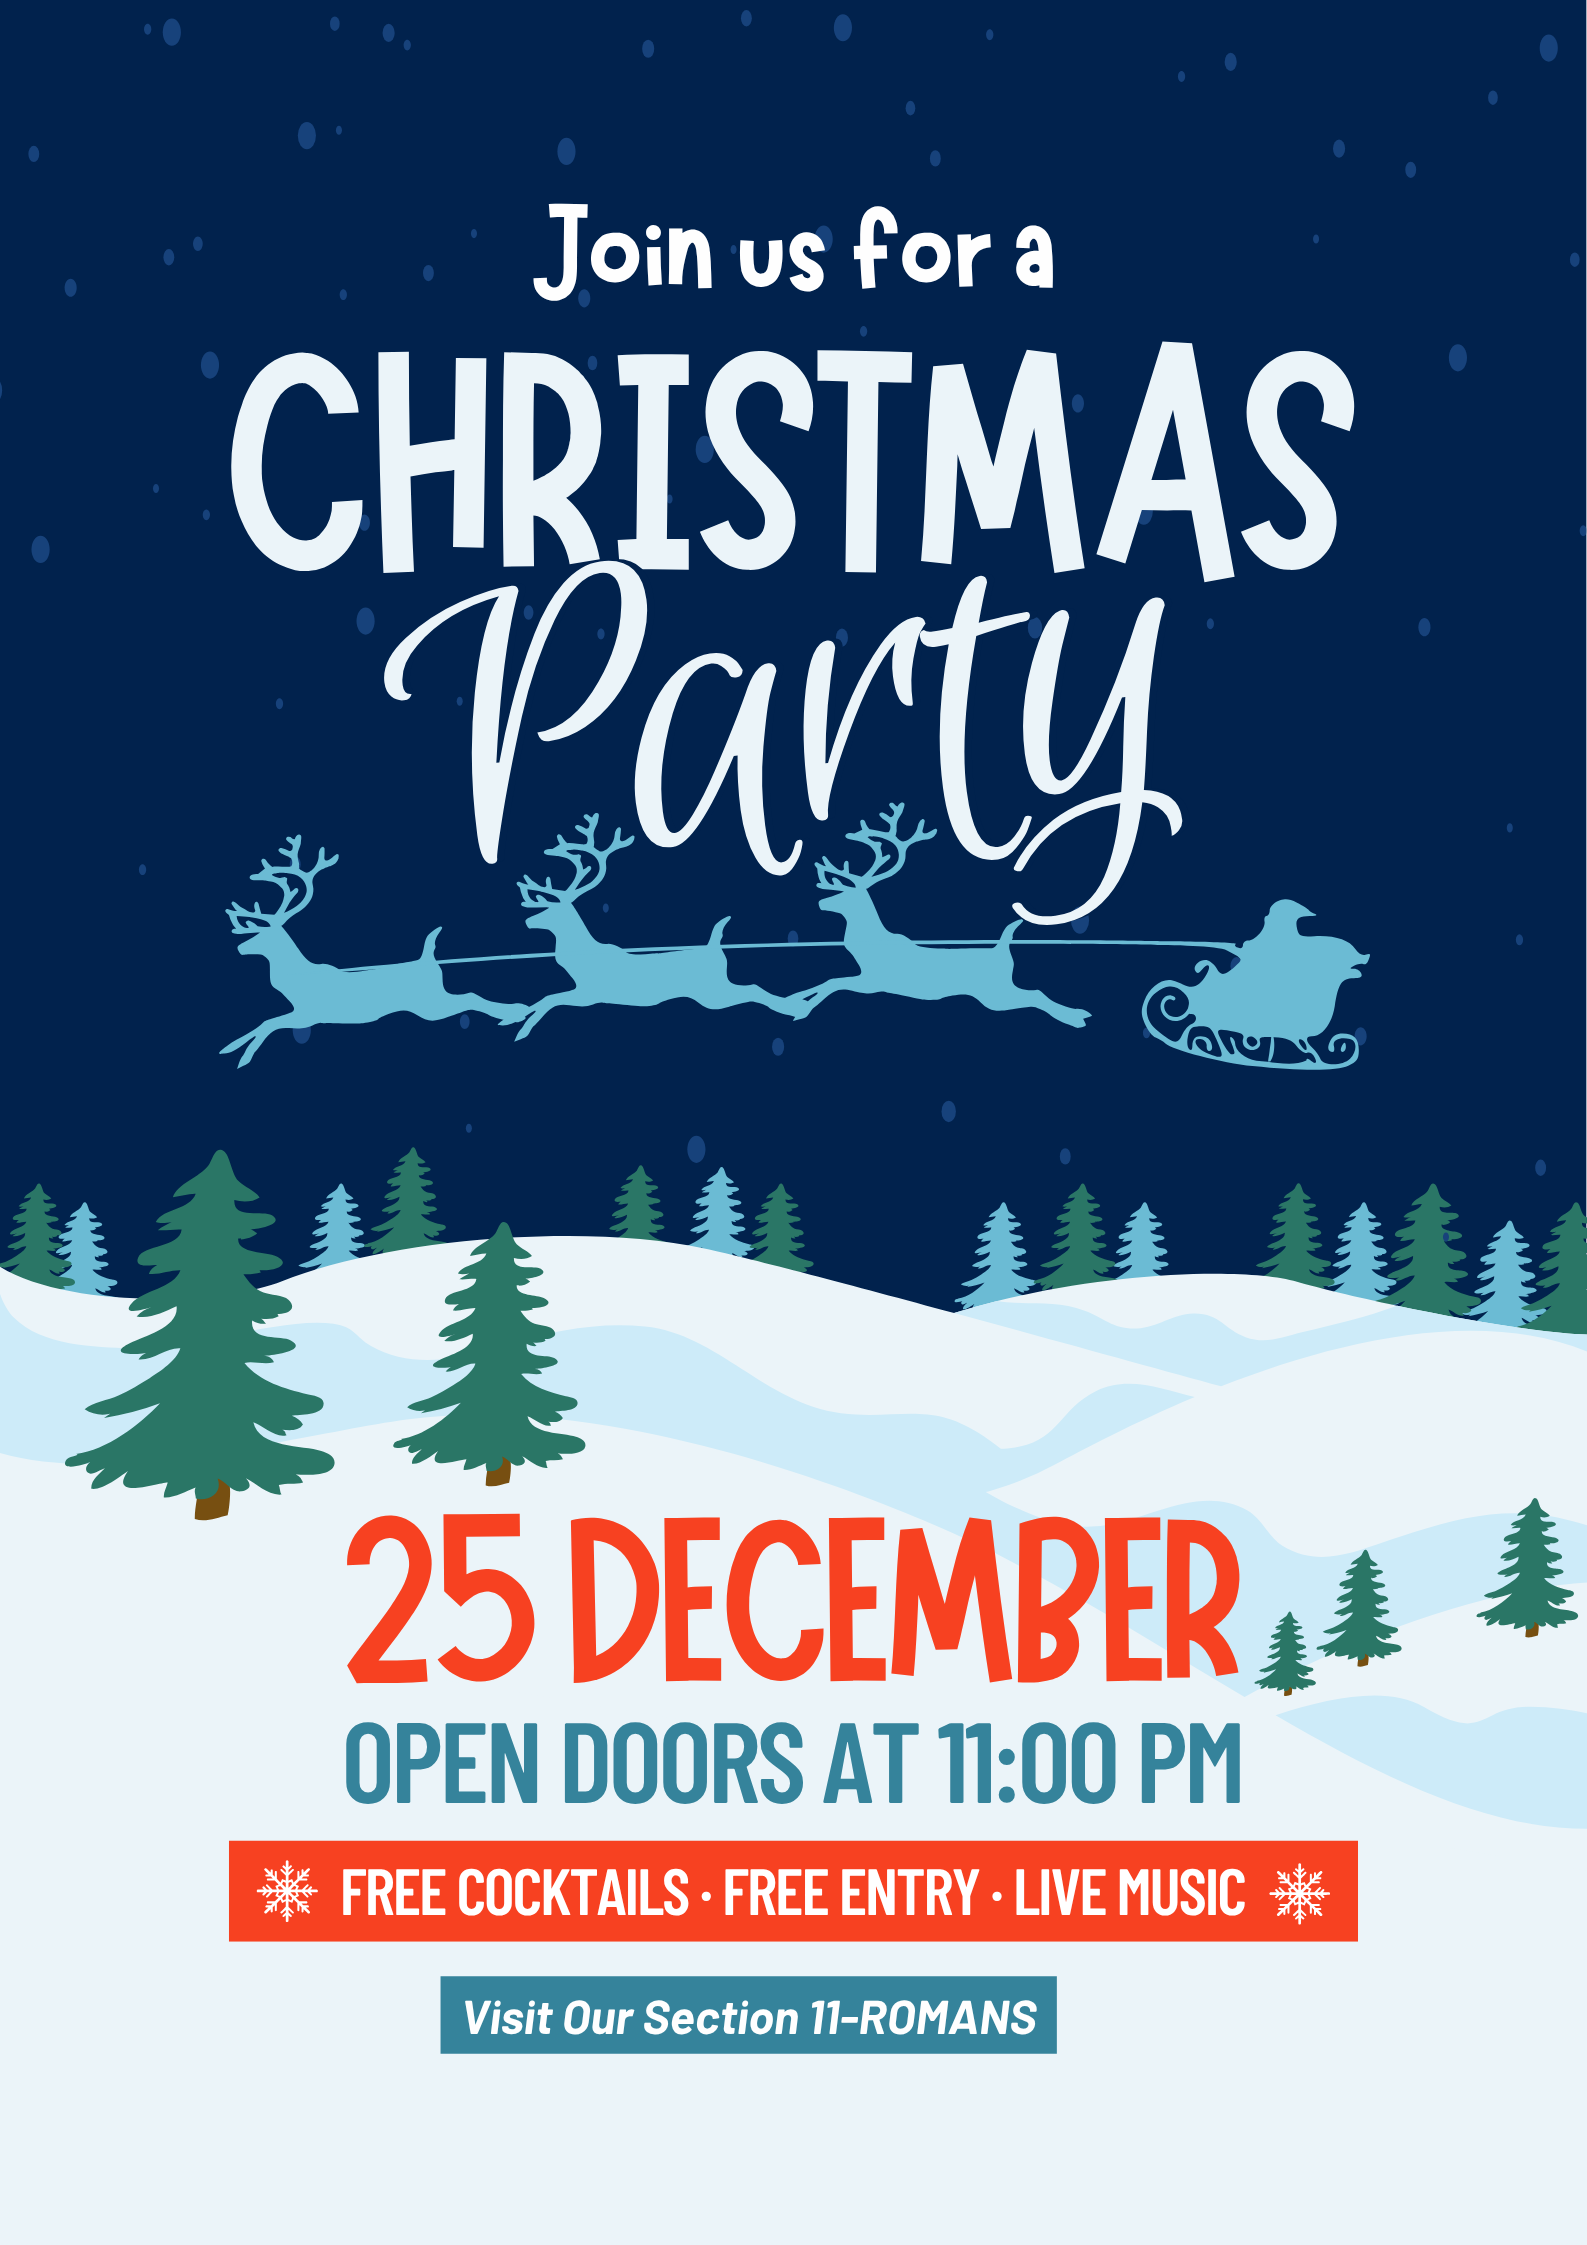 Join us for a
CHRISTMAS
Party
25 DECEMBER
OPEN DOORS AT 11:00 PM
FREE COCKTAILS · FREE ENTRY · LIVE MUSIC
Visit Our Section 11-ROMANS